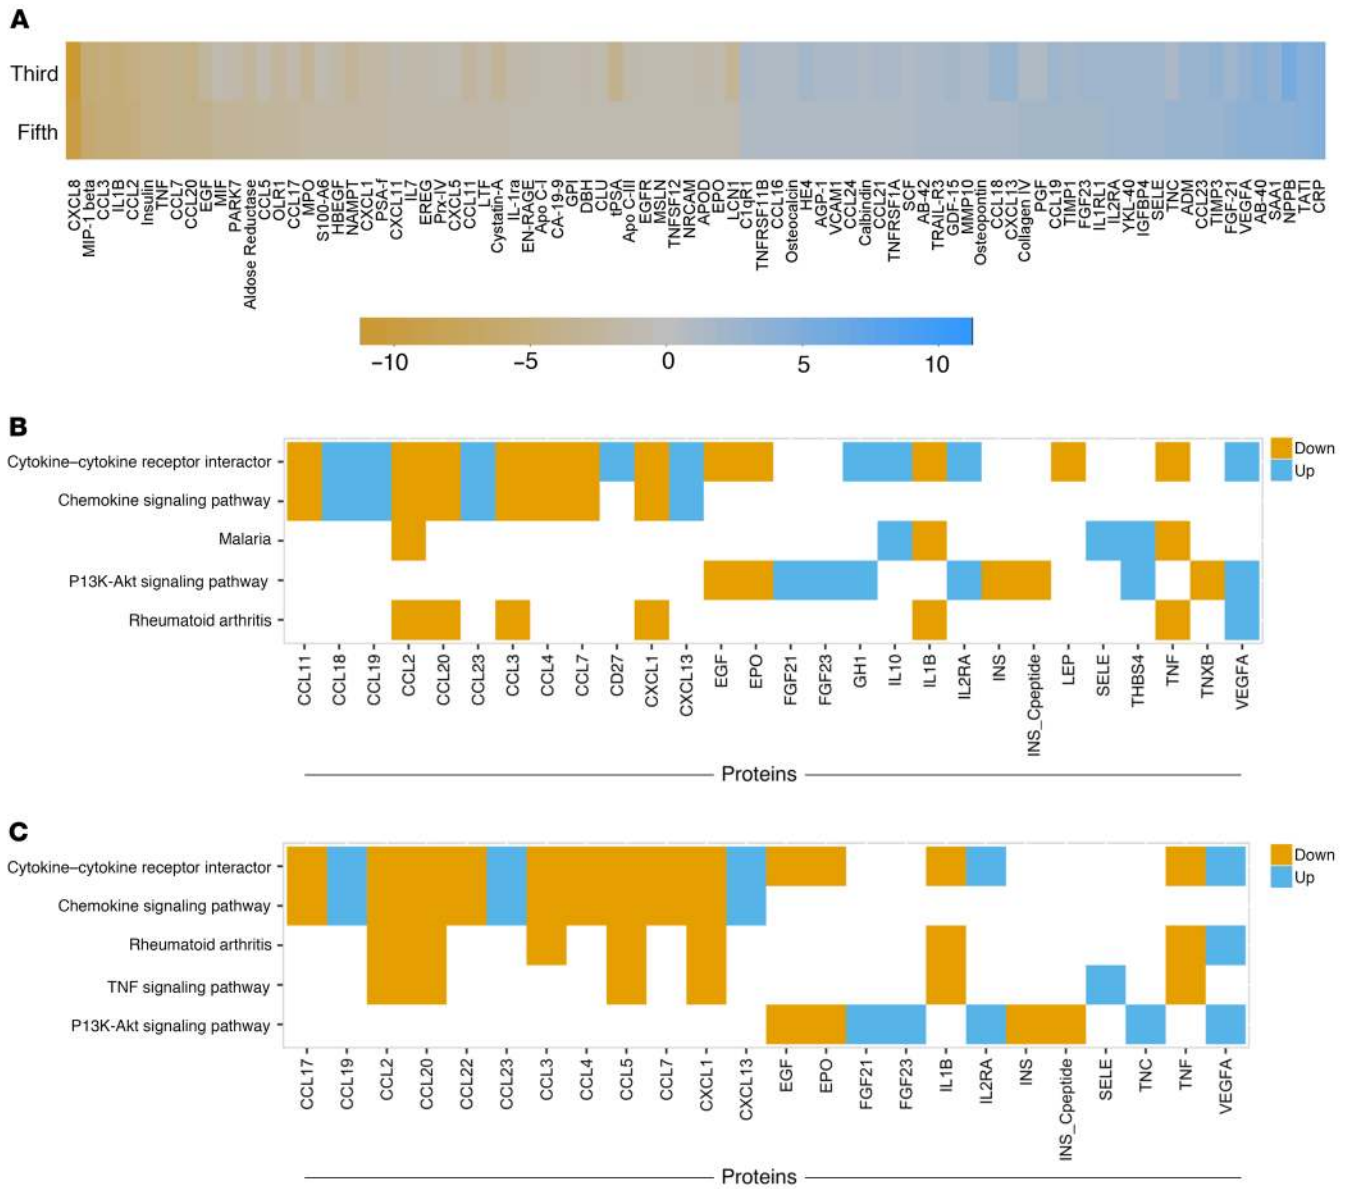 A
Third
Fifth
CXCL8
MIP-1 beta
CCL3
IL1B
CCL2
Insulin
TNF
CCL7
CCL20
EGF
MIF
PARK7
Aldose Reductase
CCL5
OLR1
CCL17
MPO
S100-A6
HBEGF
NAMPT
CXCL1
PSA-f
CXCL11
IL7
EREG
Prx-IV
CXCL5
CCL11
LTF
Cystatin-A
IL-1ra
EN-RAGE
Apo C-I
CA-19-9
GPI
DBH
CLU
tPSA
Apo C-III
EGFR
MSLN
TNFSF12
NRCAM
APOD
EPO
LCN1
C1qR1
TNFRSF11B
CCL16
Osteocalcin
HE4
AGP-1
VCAM1
CCL24
Calbindin
CCL21
TNFRSF1A
SCF
AB-42
TRAIL-R3
GDF-15
MMP10
Osteopontin
CCL18
CXCL13
Collagen IV
PGF
CCL19
TIMP1
FGF23
IL1RL1
IL2RA
YKL-40
IGFBP4
SELE
TNC
ADM
CCL23
TIMP3
FGF-21
VEGFA
AB-40
SAA1
NPPB
TATI
CRP
−10 −5 0 5 10
B
Cytokine–cytokine receptor interactor
Chemokine signaling pathway
Malaria
P13K-Akt signaling pathway
Rheumatoid arthritis
Down
Up
CCL11
CCL18
CCL19
CCL2
CCL20
CCL23
CCL3
CCL4
CCL7
CD27
CXCL1
CXCL13
EGF
EPO
FGF21
FGF23
GH1
IL10
IL1B
IL2RA
INS
INS_Cpeptide
LEP
SELE
THBS4
TNF
TNXB
VEGFA
Proteins
C
Cytokine–cytokine receptor interactor
Chemokine signaling pathway
Rheumatoid arthritis
TNF signaling pathway
P13K-Akt signaling pathway
Down
Up
CCL17
CCL19
CCL2
CCL20
CCL22
CCL23
CCL3
CCL4
CCL5
CCL7
CXCL1
CXCL13
EGF
EPO
FGF21
FGF23
IL1B
IL2RA
INS
INS_Cpeptide
SELE
TNC
TNF
VEGFA
Proteins